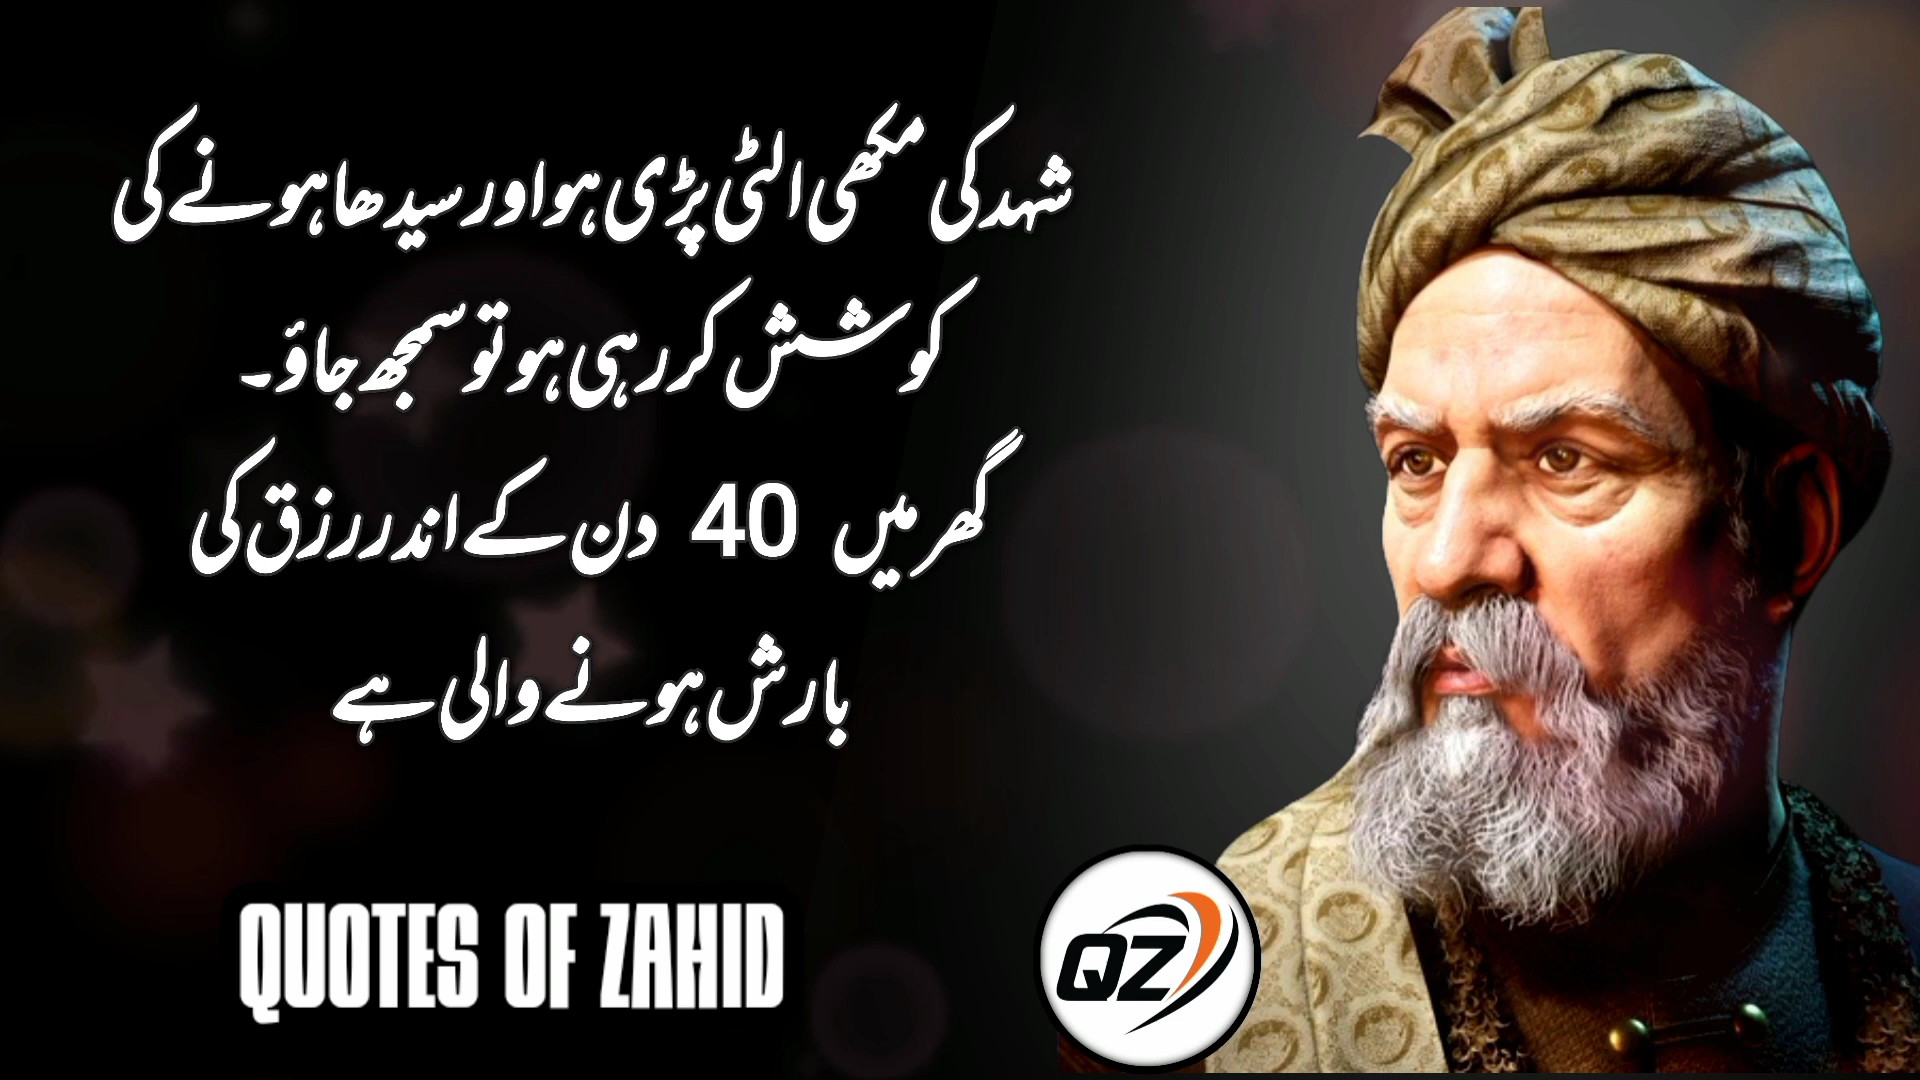 شہد کی مکھی الٹی پڑی ہو اور سیدھا ہونے کی
کوشش کر رہی ہو تو سمجھ جاؤ۔
گھر میں 40 دن کے اندر رزق کی
بارش ہونے والی ہے
QUOTES OF ZAHID
QZ